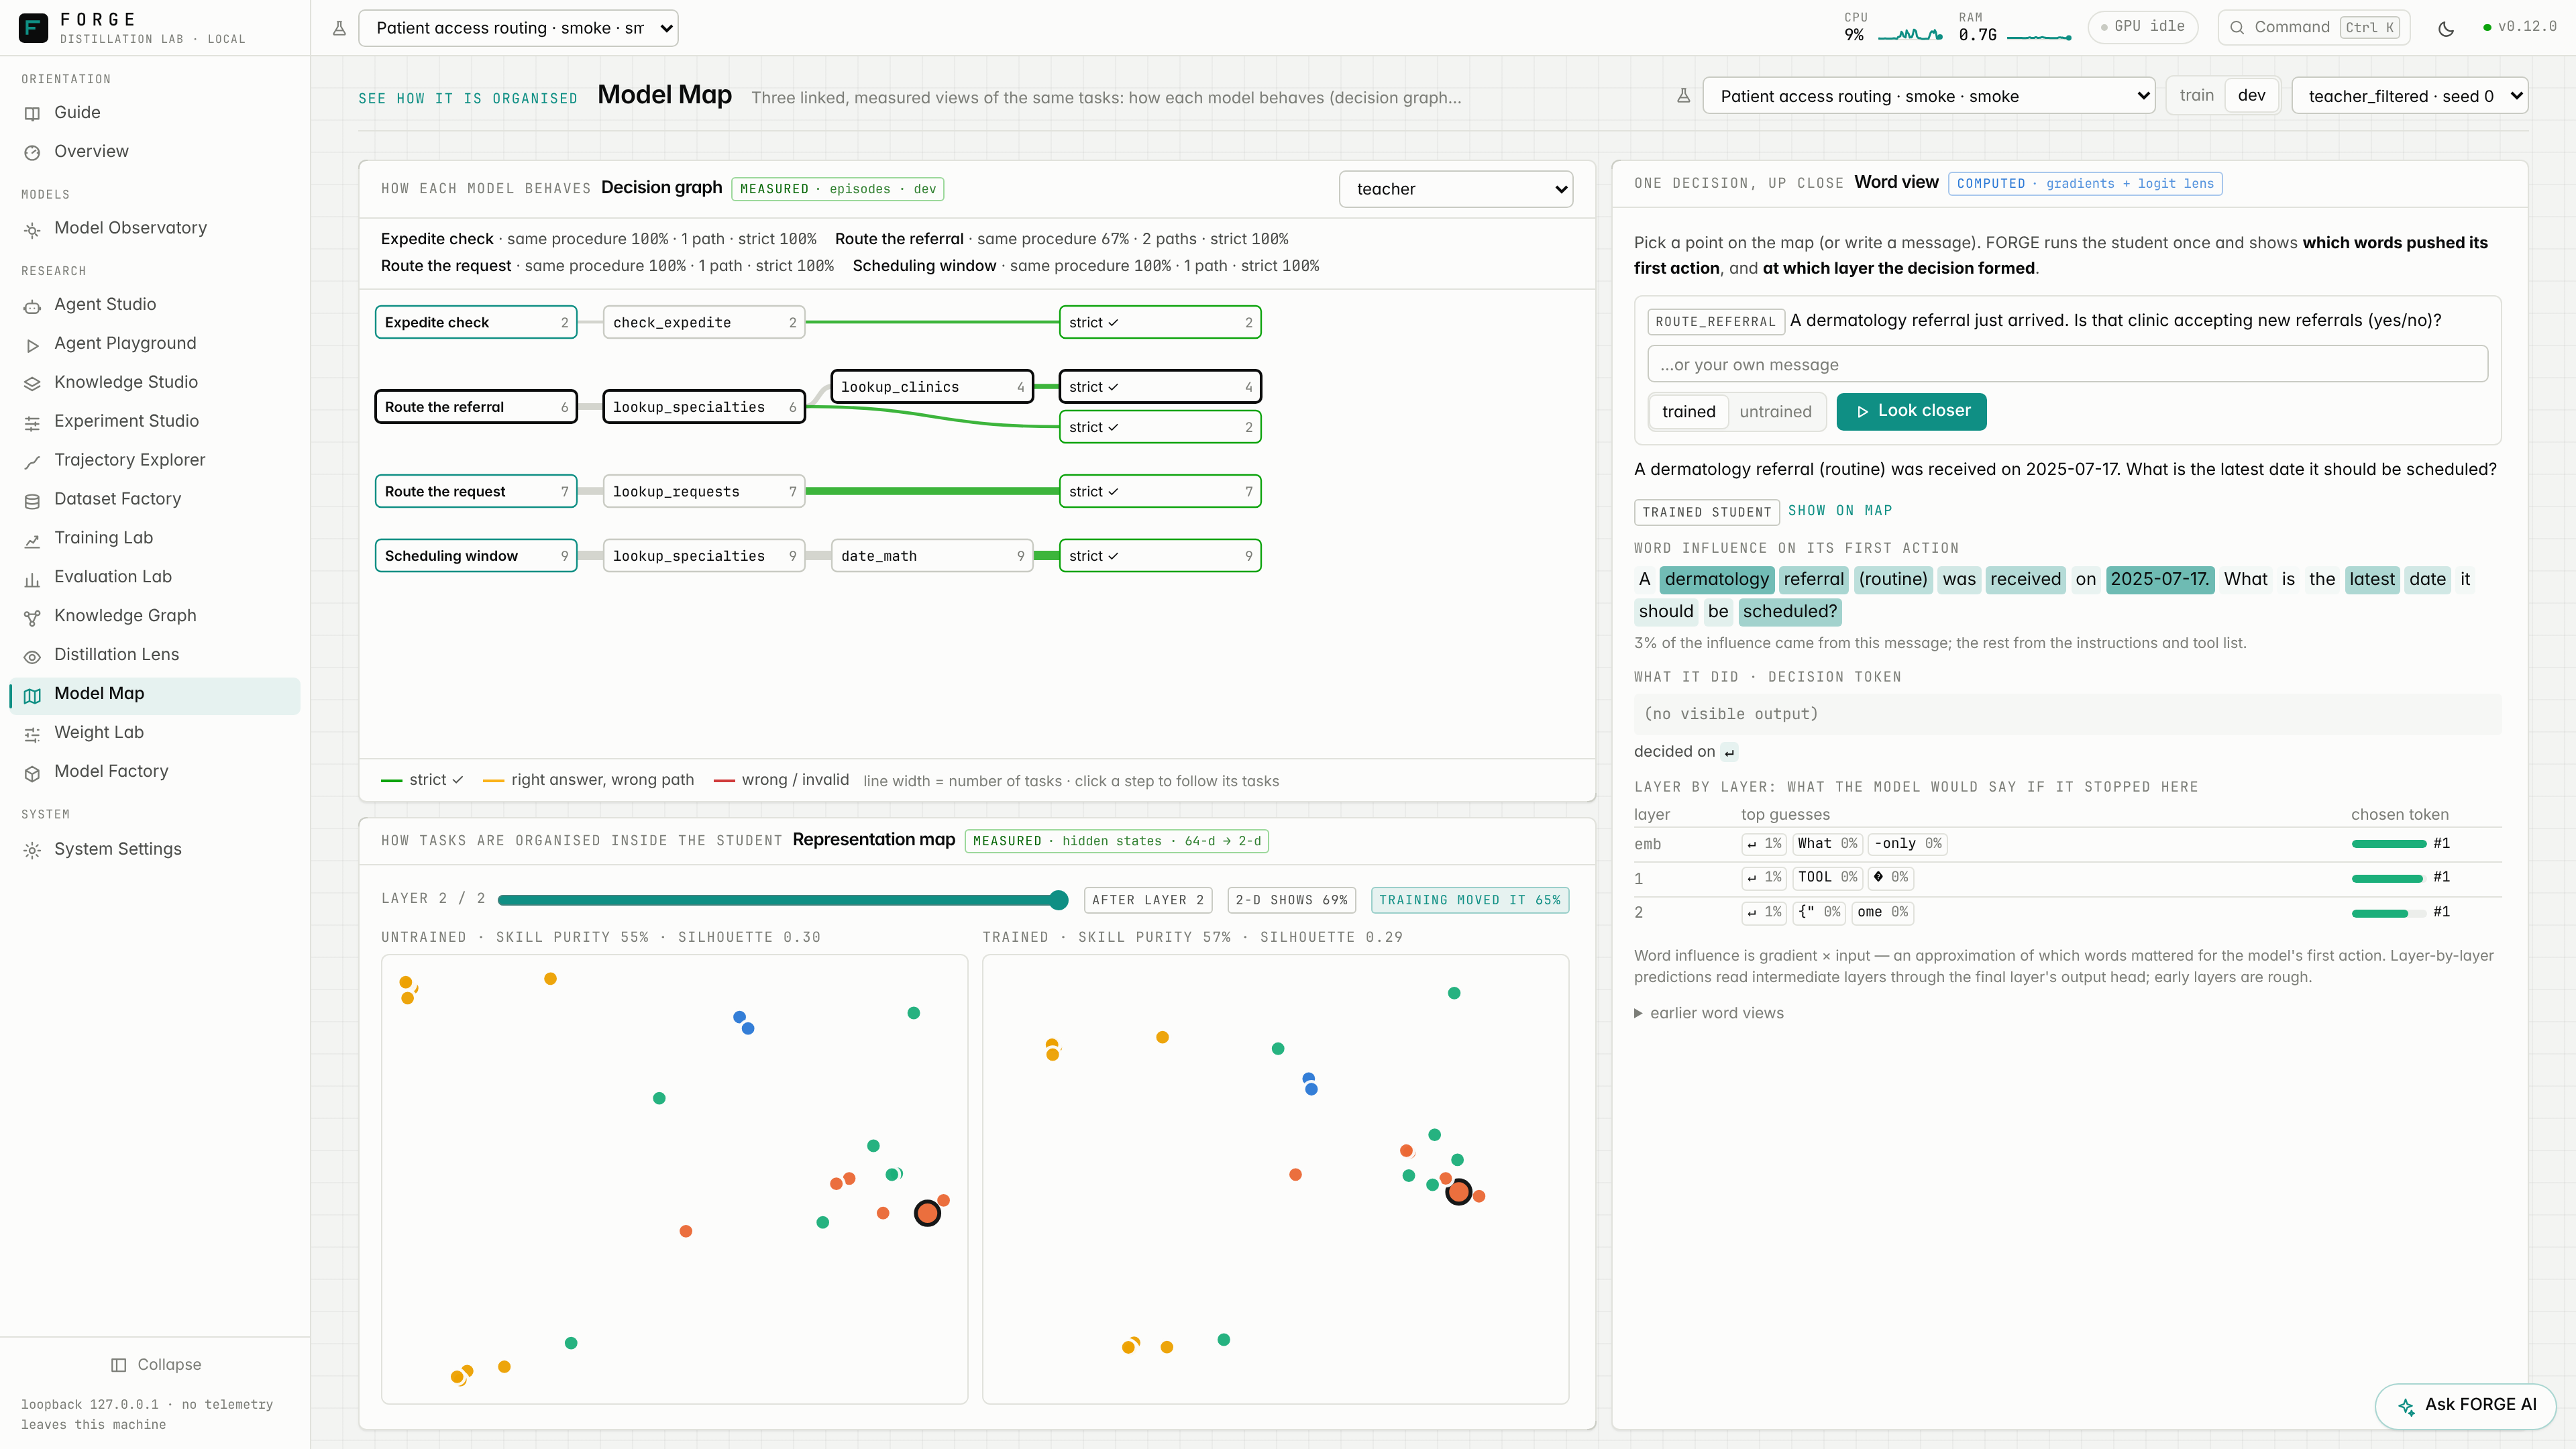 FORGE
DISTILLATION LAB · LOCAL
Patient access routing · smoke · sm
CPU
9%
RAM
0.7G
GPU idle
Command Ctrl K
v0.12.0
ORIENTATION
Guide
Overview
MODELS
Model Observatory
RESEARCH
Agent Studio
Agent Playground
Knowledge Studio
Experiment Studio
Trajectory Explorer
Dataset Factory
Training Lab
Evaluation Lab
Knowledge Graph
Distillation Lens
Model Map
Weight Lab
Model Factory
SYSTEM
System Settings
Collapse
loopback 127.0.0.1 · no telemetry
leaves this machine
SEE HOW IT IS ORGANISED Model Map Three linked, measured views of the same tasks: how each model behaves (decision graph...
Patient access routing · smoke · smoke
train dev
teacher_filtered · seed 0
HOW EACH MODEL BEHAVES Decision graph MEASURED · episodes · dev
teacher
Expedite check · same procedure 100% · 1 path · strict 100% Route the referral · same procedure 67% · 2 paths · strict 100%
Route the request · same procedure 100% · 1 path · strict 100% Scheduling window · same procedure 100% · 1 path · strict 100%
Expedite check 2 check_expedite 2 strict ✓ 2
lookup_clinics 4 strict ✓ 4
Route the referral 6 lookup_specialties 6
strict ✓ 2
Route the request 7 lookup_requests 7 strict ✓ 7
Scheduling window 9 lookup_specialties 9 date_math 9 strict ✓ 9
strict ✓ right answer, wrong path wrong / invalid line width = number of tasks · click a step to follow its tasks
HOW TASKS ARE ORGANISED INSIDE THE STUDENT Representation map MEASURED · hidden states · 64-d → 2-d
LAYER 2 / 2 AFTER LAYER 2 2-D SHOWS 69% TRAINING MOVED IT 65%
UNTRAINED · SKILL PURITY 55% · SILHOUETTE 0.30
TRAINED · SKILL PURITY 57% · SILHOUETTE 0.29
ONE DECISION, UP CLOSE Word view COMPUTED · gradients + logit lens
Pick a point on the map (or write a message). FORGE runs the student once and shows which words pushed its
first action, and at which layer the decision formed.
ROUTE_REFERRAL A dermatology referral just arrived. Is that clinic accepting new referrals (yes/no)?
...or your own message
trained untrained Look closer
A dermatology referral (routine) was received on 2025-07-17. What is the latest date it should be scheduled?
TRAINED STUDENT SHOW ON MAP
WORD INFLUENCE ON ITS FIRST ACTION
A dermatology referral (routine) was received on 2025-07-17. What is the latest date it
should be scheduled?
3% of the influence came from this message; the rest from the instructions and tool list.
WHAT IT DID · DECISION TOKEN
(no visible output)
decided on ↵
LAYER BY LAYER: WHAT THE MODEL WOULD SAY IF IT STOPPED HERE
layer top guesses chosen token
emb ↵ 1% What 0% -only 0% #1
1 ↵ 1% TOOL 0% � 0% #1
2 ↵ 1% {" 0% ome 0% #1
Word influence is gradient × input — an approximation of which words mattered for the model's first action. Layer-by-layer
predictions read intermediate layers through the final layer's output head; early layers are rough.
▶ earlier word views
Ask FORGE AI